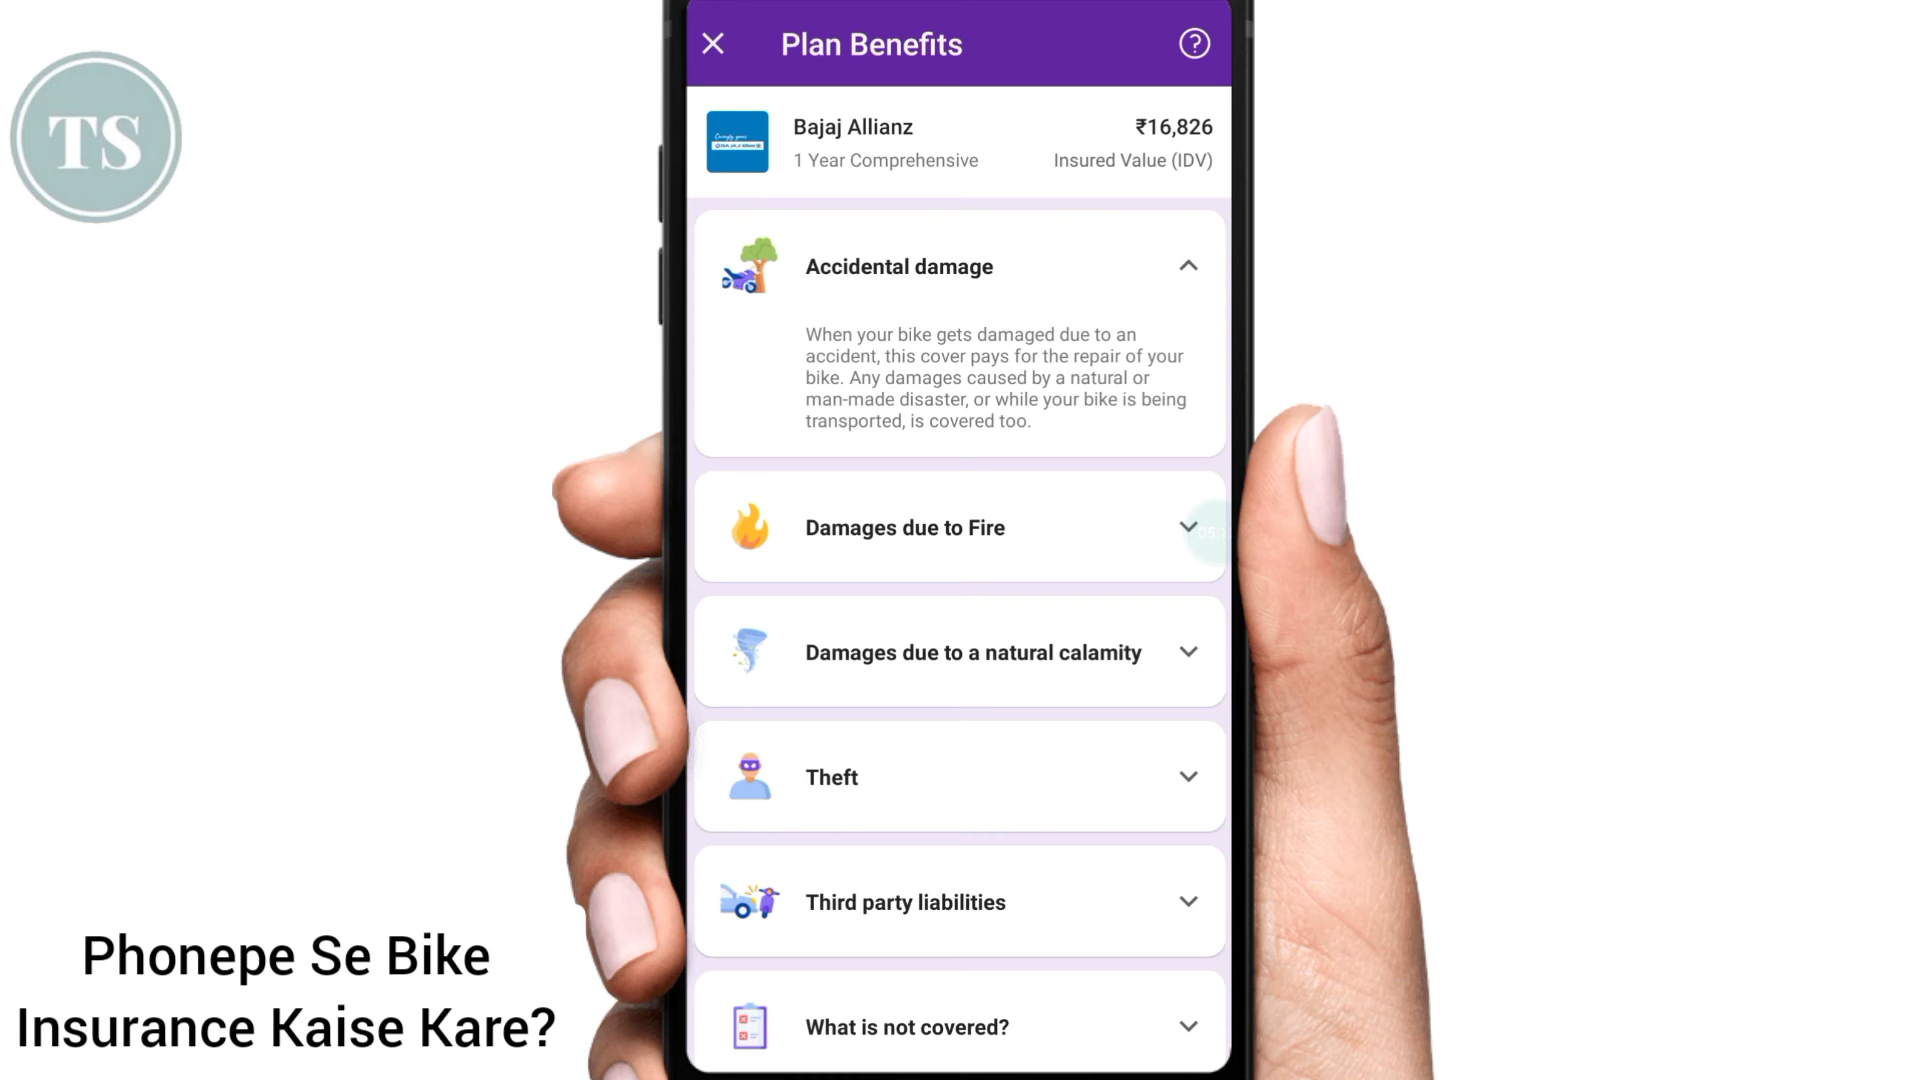 TS
Plan Benefits
Bajaj Allianz
₹16,826
1 Year Comprehensive
Insured Value (IDV)
Accidental damage
When your bike gets damaged due to an
accident, this cover pays for the repair of your
bike. Any damages caused by a natural or
man-made disaster, or while your bike is being
transported, is covered too.
Damages due to Fire
Damages due to a natural calamity
Theft
Third party liabilities
What is not covered?
Phonepe Se Bike
Insurance Kaise Kare?